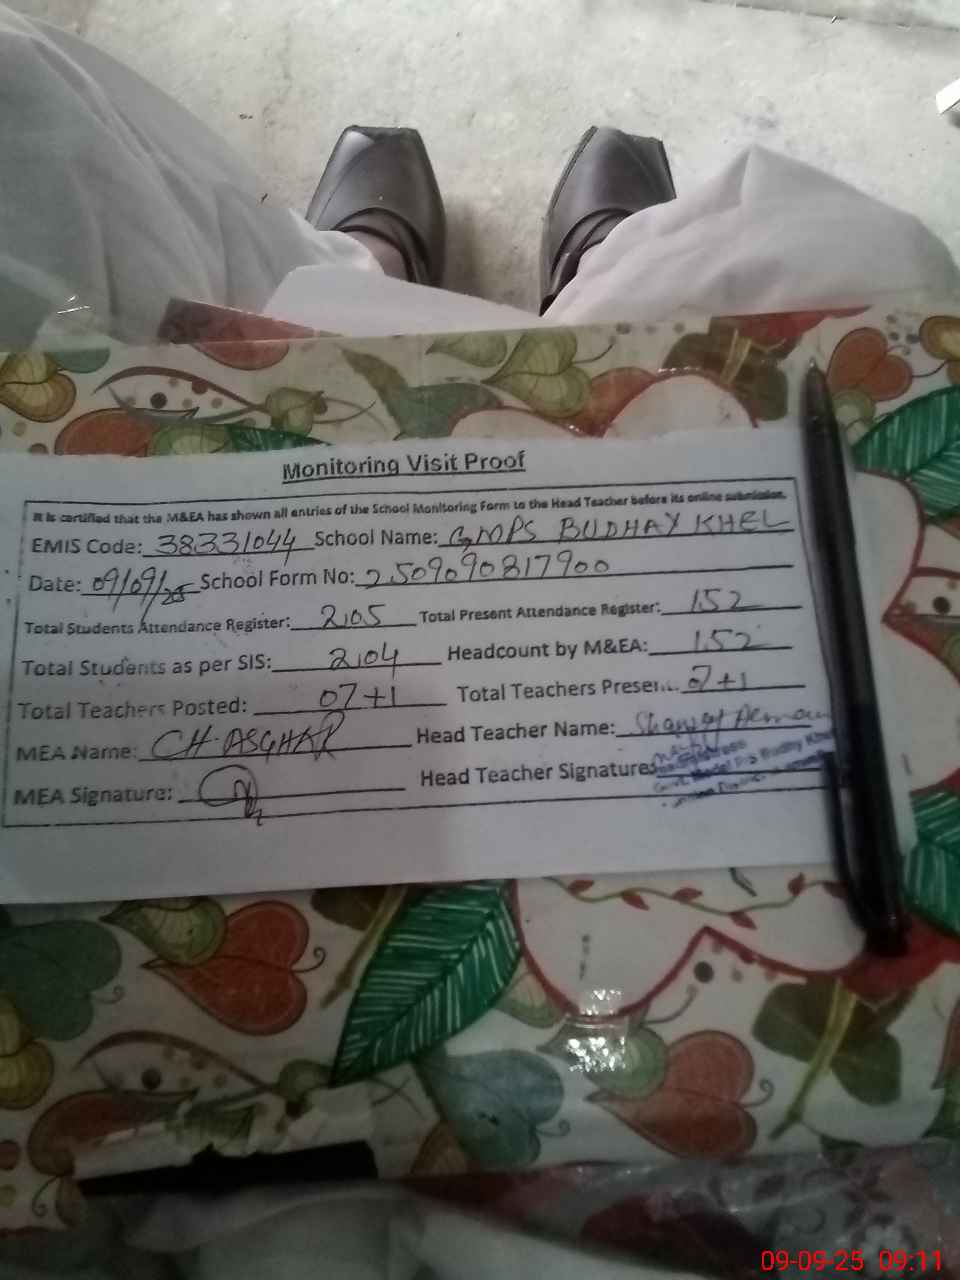 Monitoring Visit Proof
It is certified that the M&EA has shown all entries of the School Monitoring Form to the Head Teacher before its online submission.
EMIS Code: 38331044 School Name: GMPS BUDHAY KHEL
Date: 09/09/25 School Form No: 2509090817900
Total Students Attendance Register: 205 Total Present Attendance Register: 152
Total Students as per SIS: 204 Headcount by M&EA: 152
Total Teachers Posted: 07+1 Total Teachers Present: 07+1
MEA Name: CH. ASGHAR Head Teacher Name:
MEA Signature: Head Teacher Signature
09-09-25 09:11